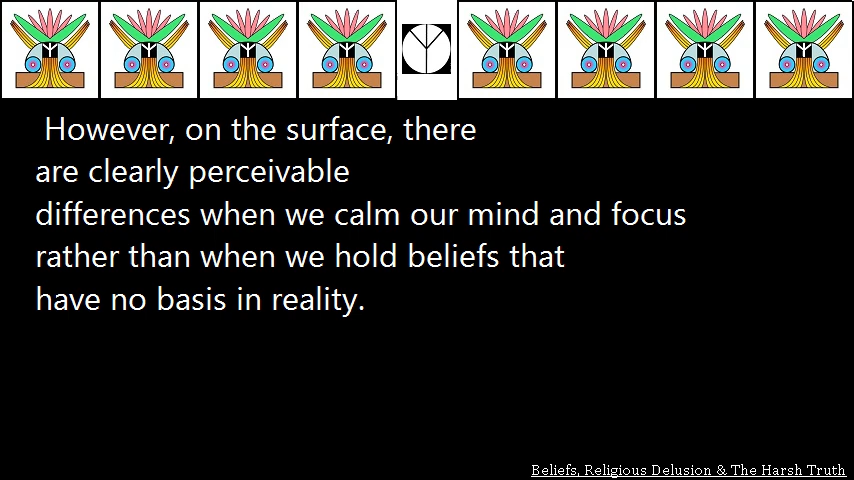 However, on the surface, there
are clearly perceivable
differences when we calm our mind and focus
rather than when we hold beliefs that
have no basis in reality.
Beliefs, Religious Delusion & The Harsh Truth